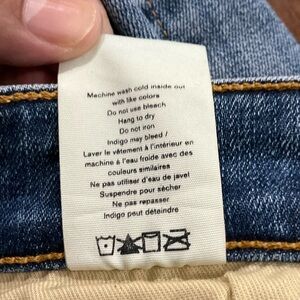 Machine wash cold inside out
with like colors
Do not use bleach
Hang to dry
Do not iron
Indigo may bleed /
Laver le vêtement à l'intérieur en
machine à l'eau froide avec des
couleurs similaires
Ne pas utiliser d'eau de javel
Suspendre pour sécher
Ne pas repasser
Indigo peut déteindre